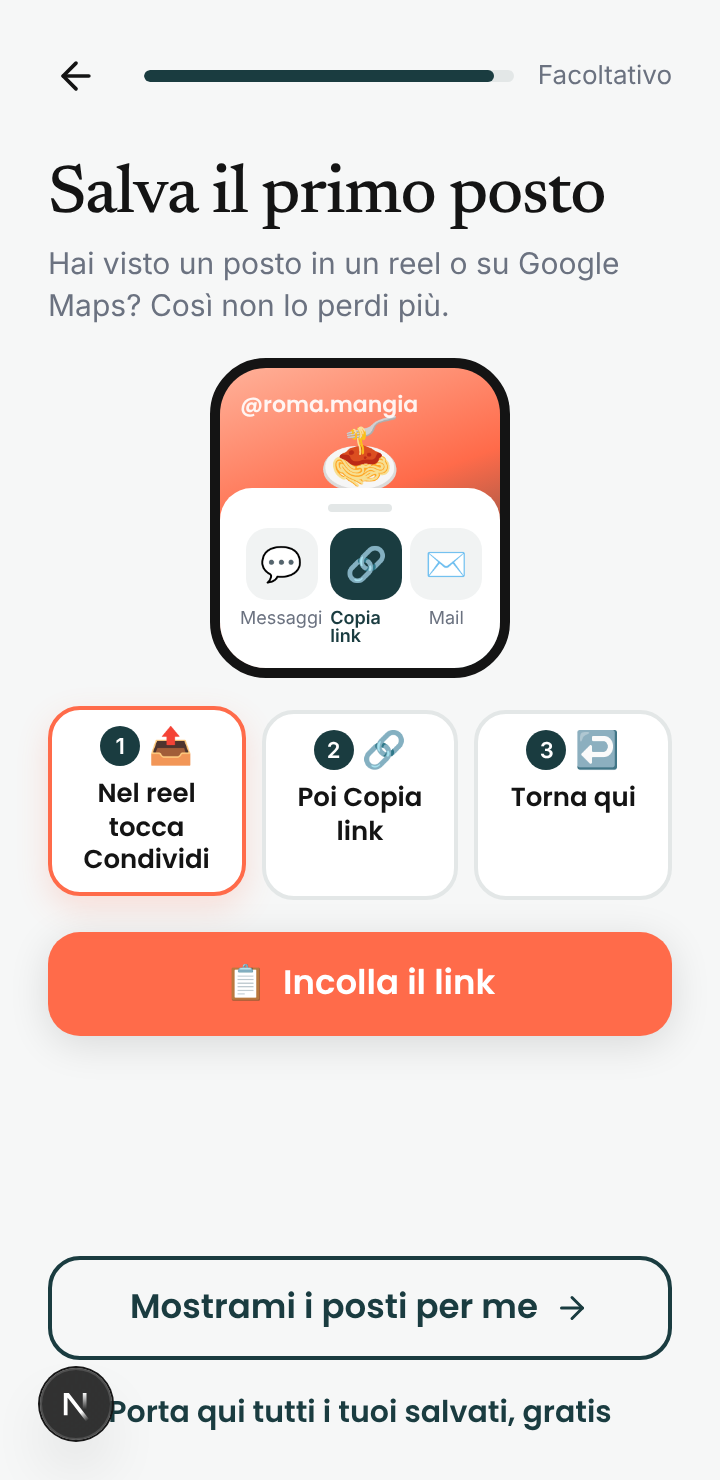 Facoltativo
Salva il primo posto
Hai visto un posto in un reel o su Google
Maps? Così non lo perdi più.
@roma.mangia
Messaggi
Copia
link
Mail
1
Nel reel
tocca
Condividi
2
Poi Copia
link
3
Torna qui
Incolla il link
Mostrami i posti per me →
N
Porta qui tutti i tuoi salvati, gratis